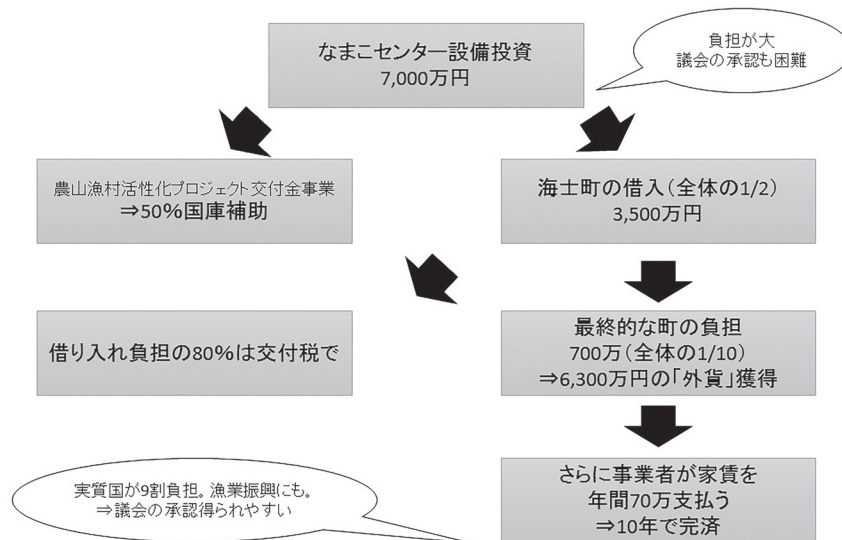 なまこセンター設備投資
7,000万円
負担が大
議会の承認も困難
農山漁村活性化プロジェクト交付金事業
⇒50%国庫補助
海士町の借入(全体の1/2)
3,500万円
借り入れ負担の80%は交付税で
最終的な町の負担
700万(全体の1/10)
⇒6,300万円の「外貨」獲得
実質国が9割負担。漁業振興にも。
⇒議会の承認得られやすい
さらに事業者が家賃を
年間70万支払う
⇒10年で完済